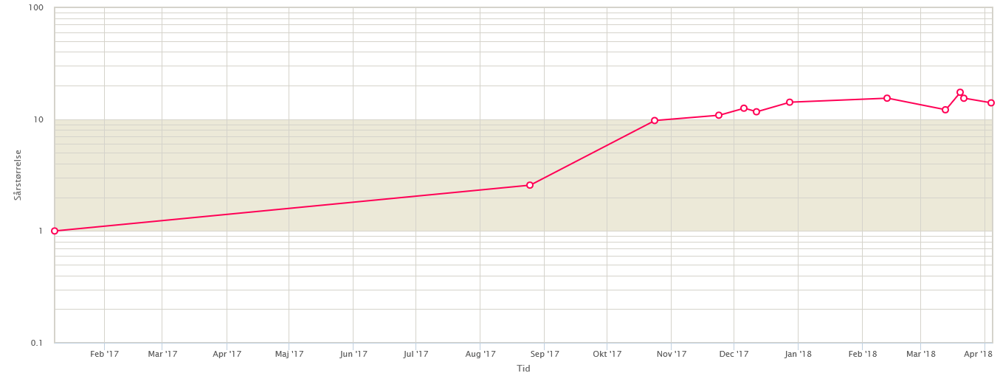 100
10
1
0.1
Sårstørrelse
Feb '17
Mar '17
Apr '17
Maj '17
Jun '17
Jul '17
Aug '17
Sep '17
Okt '17
Nov '17
Dec '17
Jan '18
Feb '18
Mar '18
Apr '18
Tid